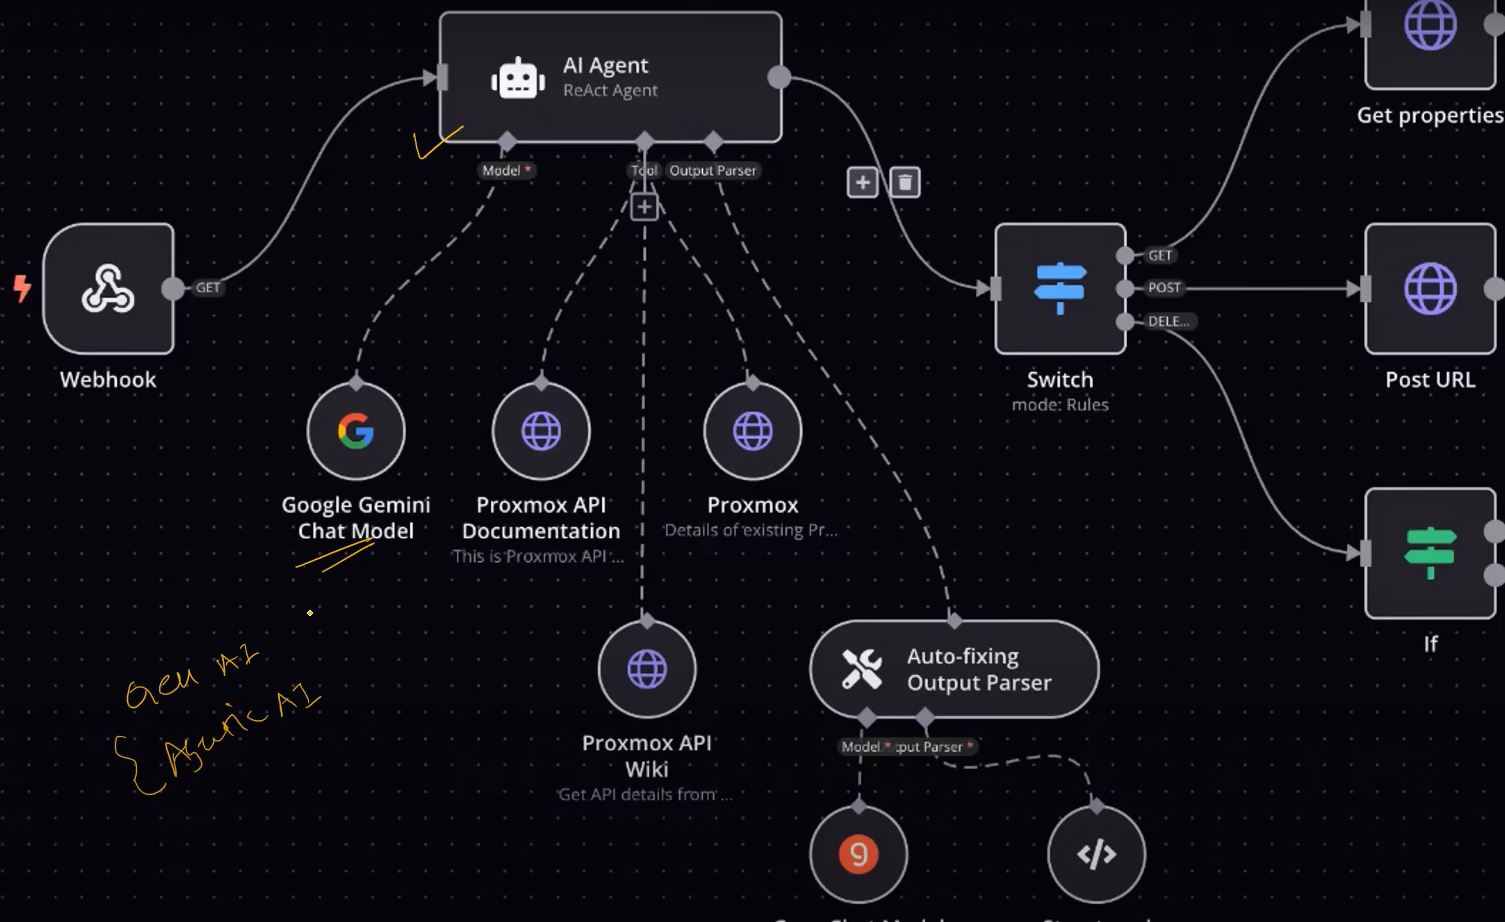 AI Agent
ReAct Agent
Get properties
Model *
Tool
Output Parser
GET
GET
POST
DELE...
Webhook
Switch
mode: Rules
Post URL
Google Gemini
Chat Model
Proxmox API
Documentation
This is Proxmox API ...
Proxmox
Details of existing Pr...
If
Gen AI
Agentic AI
Auto-fixing
Output Parser
Proxmox API
Wiki
Get API details from ...
Model *
tput Parser *